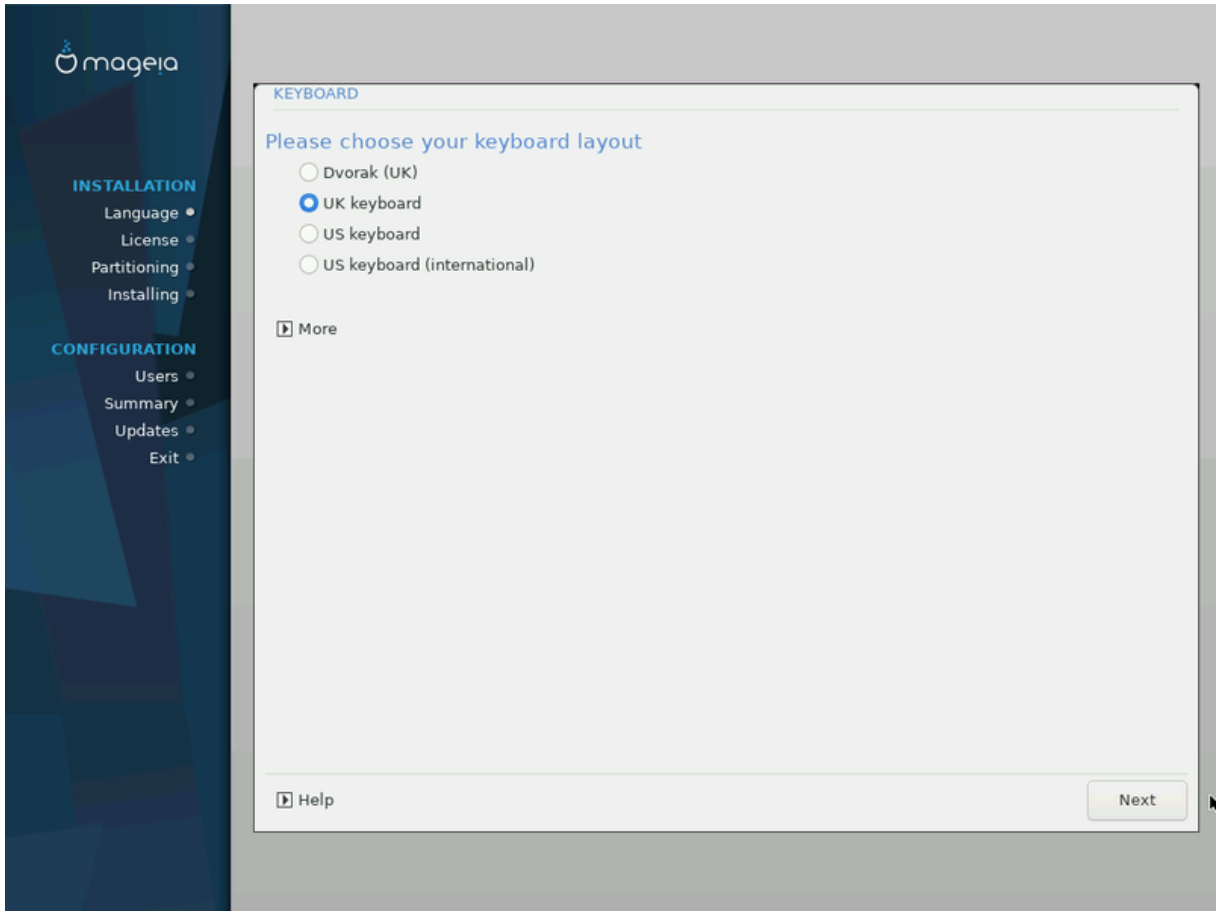 mageia
INSTALLATION
Language
License
Partitioning
Installing
CONFIGURATION
Users
Summary
Updates
Exit
KEYBOARD
Please choose your keyboard layout
Dvorak (UK)
UK keyboard
US keyboard
US keyboard (international)
More
Help
Next